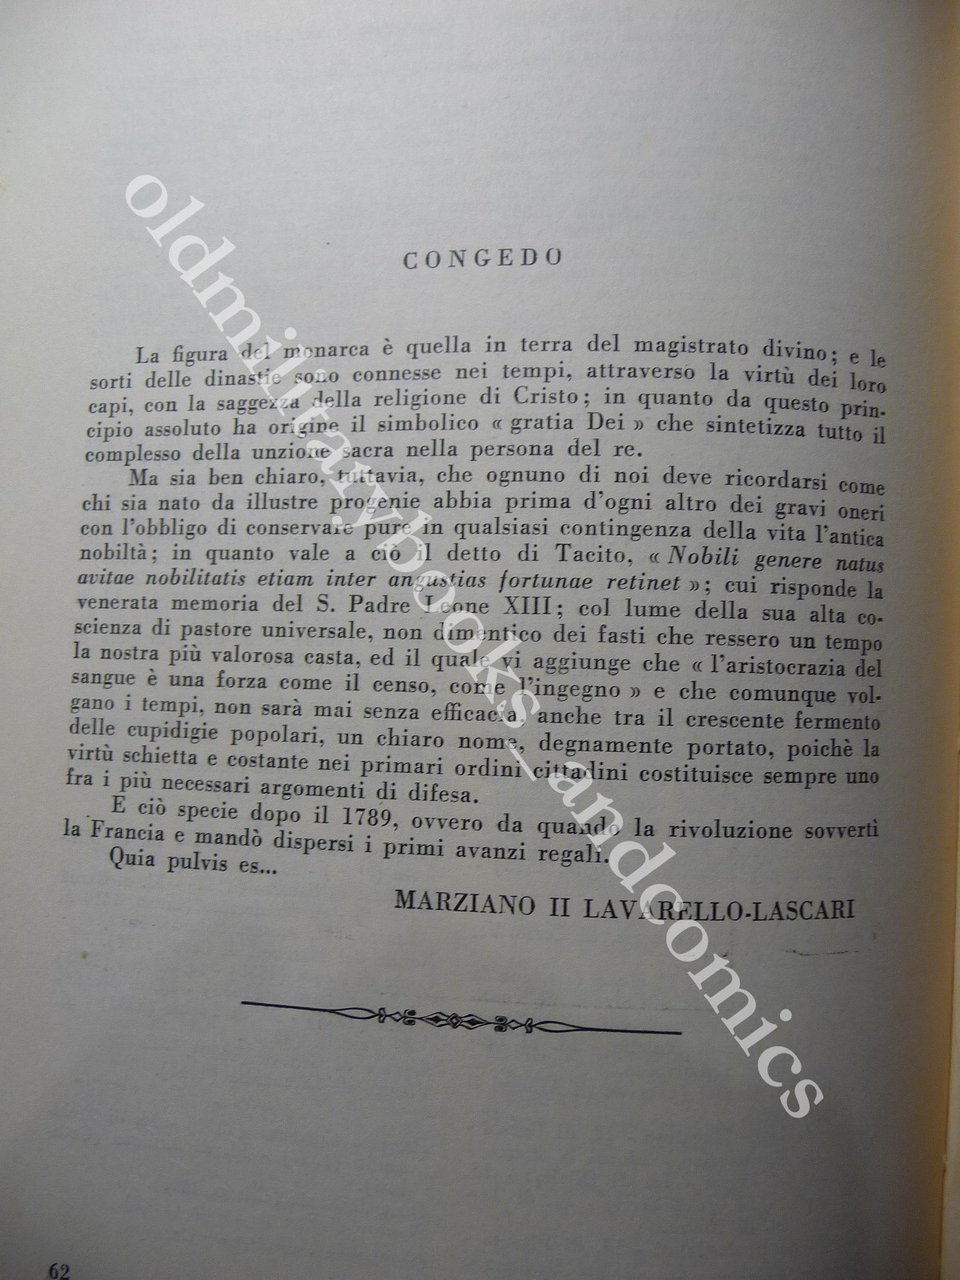 CONGEDO
La figura del monarca è quella in terra del magistrato divino; e le
sorti delle dinastie sono connesse nei tempi, attraverso la virtù dei loro
capi, con la saggezza della religione di Cristo; in quanto da questo prin-
cipio assoluto ha origine il simbolico « gratia Dei » che sintetizza tutto il
complesso della unzione sacra nella persona del re.
Ma sia ben chiaro, tuttavia, che ognuno di noi deve ricordarsi come
chi sia nato da illustre progenie abbia prima d'ogni altro dei gravi oneri
con l'obbligo di conservare pure in qualsiasi contingenza della vita l'antica
nobiltà; in quanto vale a ciò il detto di Tacito, « Nobili genere natus
avitae nobilitatis etiam inter angustias fortunae retinet »; cui risponde la
venerata memoria del S. Padre Leone XIII; col lume della sua alta co-
scienza di pastore universale, non dimentico dei fasti che ressero un tempo
la nostra più valorosa casta, ed il quale vi aggiunge che « l'aristocrazia del
sangue è una forza come il censo, come l'ingegno » e che comunque vol-
gano i tempi, non sarà mai senza efficacia, anche tra il crescente fermento
delle cupidigie popolari, un chiaro nome, degnamente portato, poichè la
virtù schietta e costante nei primari ordini cittadini costituisce sempre uno
fra i più necessari argomenti di difesa.
E ciò specie dopo il 1789, ovvero da quando la rivoluzione sovvertì
la Francia e mandò dispersi i primi avanzi regali.
Quia pulvis es...
MARZIANO II LAVARELLO-LASCARI
62
oldmilitarybooks_andcomics